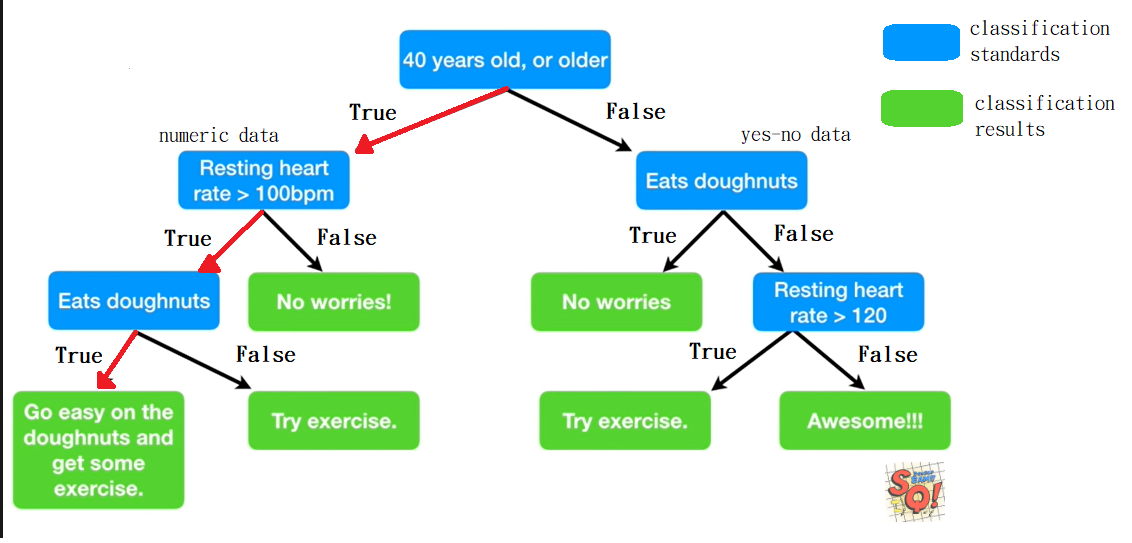 classification
standards
40 years old, or older
classification
results
True
False
numeric data
yes-no data
Resting heart
rate > 100bpm
Eats doughnuts
True
False
True
False
Eats doughnuts
No worries!
No worries
Resting heart
rate > 120
True
False
True
False
Go easy on the
doughnuts and
get some
exercise.
Try exercise.
Try exercise.
Awesome!!!
SQ!